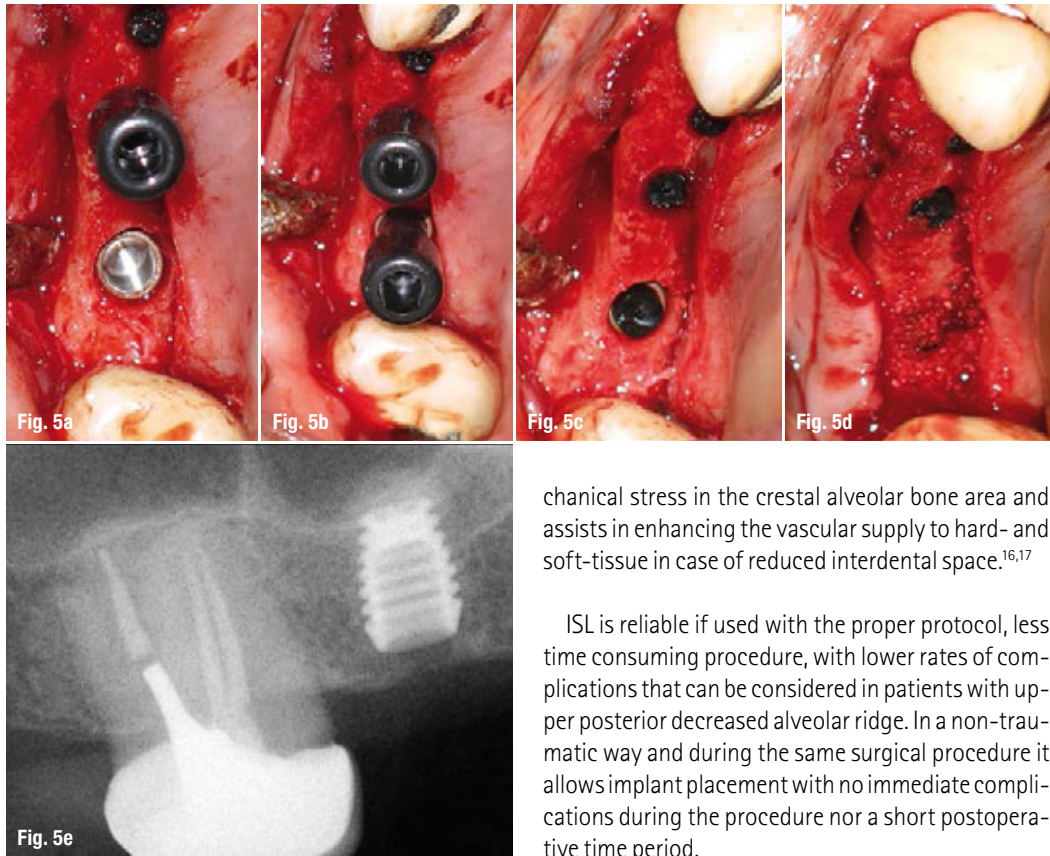 Fig. 5a
Fig. 5b
Fig. 5c
Fig. 5d
Fig. 5e
chanical stress in the crestal alveolar bone area and
assists in enhancing the vascular supply to hard- and
soft-tissue in case of reduced interdental space.16,17
ISL is reliable if used with the proper protocol, less
time consuming procedure, with lower rates of com-
plications that can be considered in patients with up-
per posterior decreased alveolar ridge. In a non-trau-
matic way and during the same surgical procedure it
allows implant placement with no immediate compli-
cations during the procedure nor a short postopera-
tive time period.